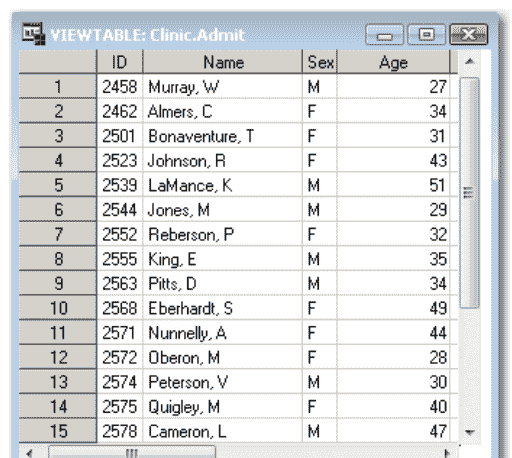 VIEWTABLE: Clinic.Admit
ID Name Sex Age
1 2458 Murray, W M 27
2 2462 Almers, C F 34
3 2501 Bonaventure, T F 31
4 2523 Johnson, R F 43
5 2539 LaMance, K M 51
6 2544 Jones, M M 29
7 2552 Reberson, P F 32
8 2555 King, E M 35
9 2563 Pitts, D M 34
10 2568 Eberhardt, S F 49
11 2571 Nunnelly, A F 44
12 2572 Oberon, M F 28
13 2574 Peterson, V M 30
14 2575 Quigley, M F 40
15 2578 Cameron, L M 47